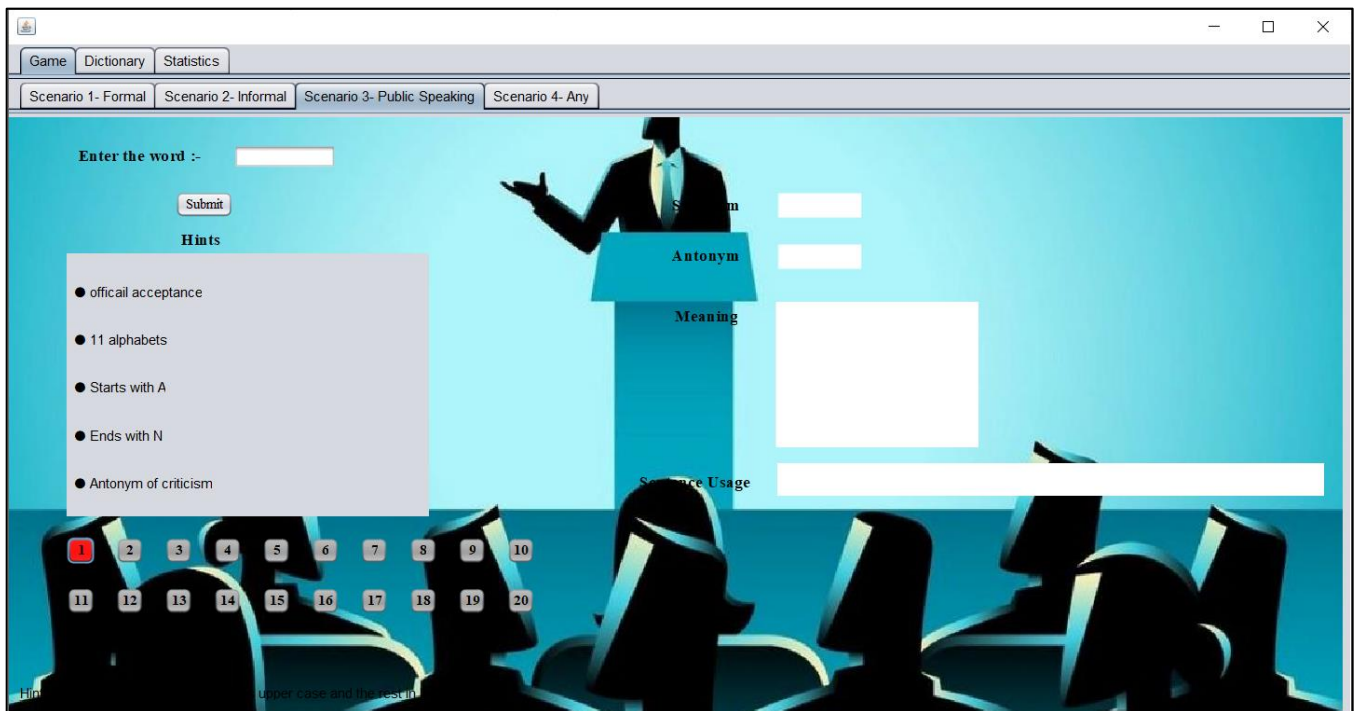 Game Dictionary Statistics
Scenario 1- Formal Scenario 2- Informal Scenario 3- Public Speaking Scenario 4- Any
Enter the word :-
Submit
Hints
● officail acceptance
● 11 alphabets
● Starts with A
● Ends with N
● Antonym of criticism
Antonym
Meaning
Usage
1 2 3 4 5 6 7 8 9 10
11 12 13 14 15 16 17 18 19 20
upper case and the rest in